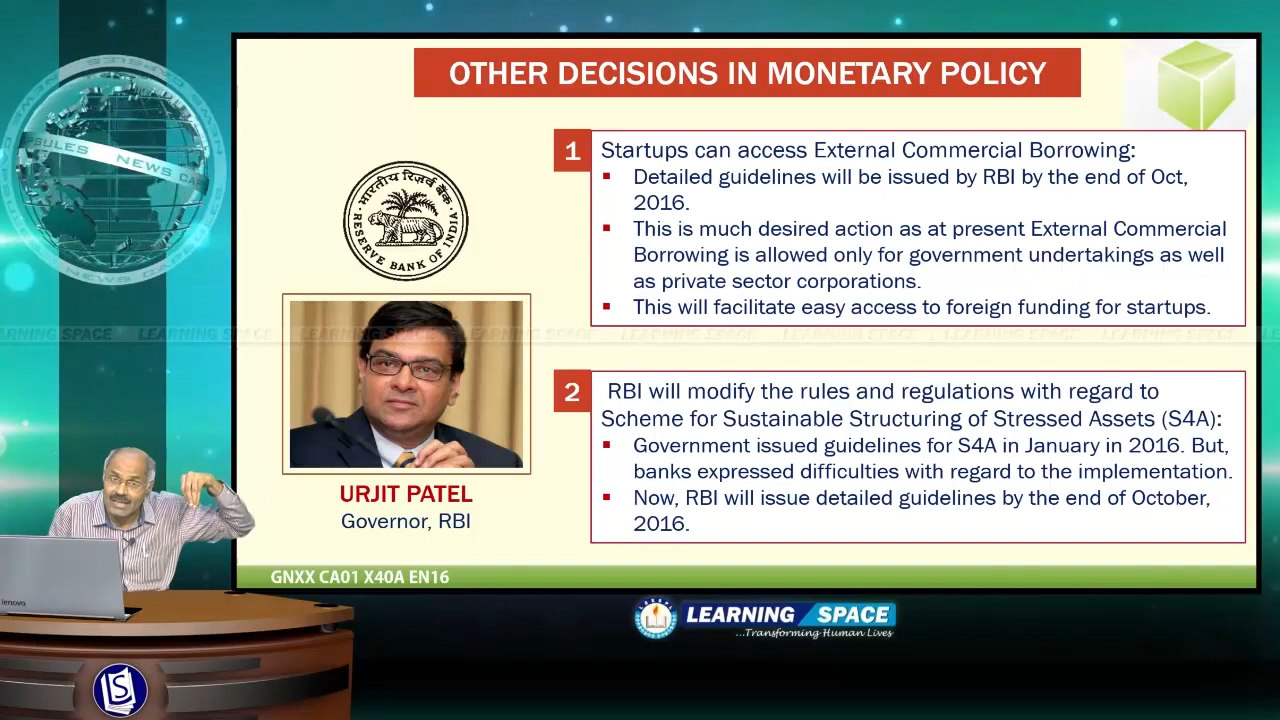 OTHER DECISIONS IN MONETARY POLICY
PSULES NEWS CA
भारतीय रिज़र्व बैंक
RESERVE BANK OF INDIA
1
Startups can access External Commercial Borrowing:
Detailed guidelines will be issued by RBI by the end of Oct,
2016.
This is much desired action as at present External Commercial
Borrowing is allowed only for government undertakings as well
as private sector corporations.
This will facilitate easy access to foreign funding for startups.
LEARNING SPACE
2
RBI will modify the rules and regulations with regard to
Scheme for Sustainable Structuring of Stressed Assets (S4A):
Government issued guidelines for S4A in January in 2016. But,
banks expressed difficulties with regard to the implementation.
Now, RBI will issue detailed guidelines by the end of October,
2016.
URJIT PATEL
Governor, RBI
GNXX CA01 X40A EN16
lenovo
LEARNING SPACE
...Transforming Human Lives
LS